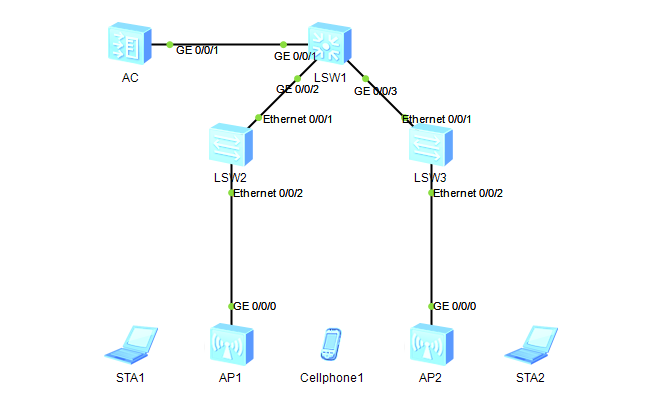 GE 0/0/1
GE 0/0/1
AC
LSW1
GE 0/0/2
GE 0/0/3
Ethernet 0/0/1
Ethernet 0/0/1
LSW2
LSW3
Ethernet 0/0/2
Ethernet 0/0/2
GE 0/0/0
GE 0/0/0
STA1
AP1
Cellphone1
AP2
STA2